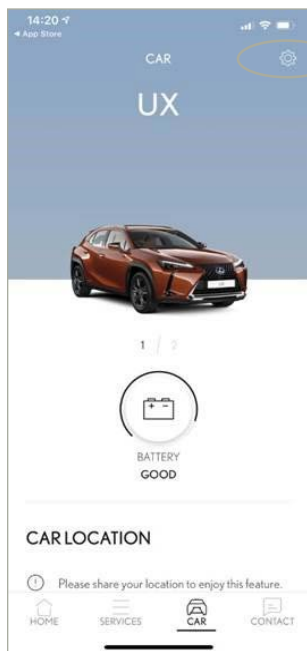 14:20
◂ App Store
CAR
UX
1 / 2
BATTERY
GOOD
CAR LOCATION
Please share your location to enjoy this feature.
HOME
SERVICES
CAR
CONTACT